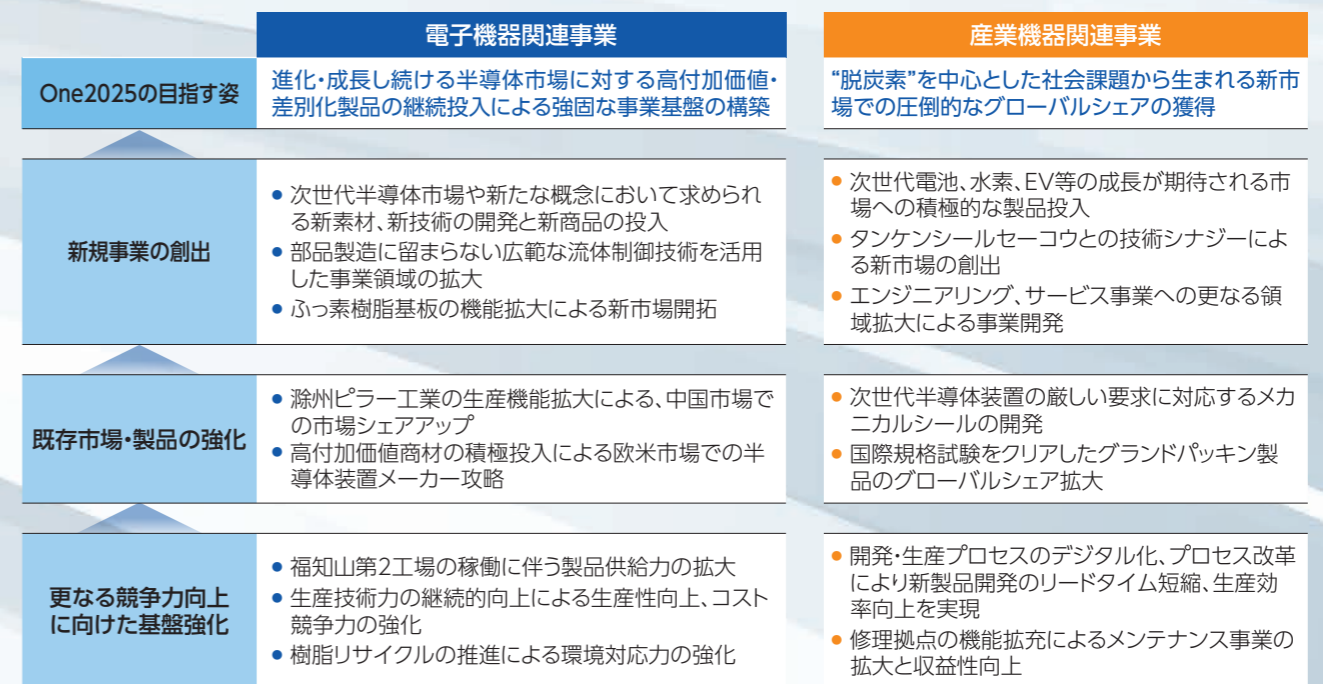 電子機器関連事業
産業機器関連事業
One2025の目指す姿
進化・成長し続ける半導体市場に対する高付加価値・
差別化製品の継続投入による強固な事業基盤の構築
“脱炭素”を中心とした社会課題から生まれる新市
場での圧倒的なグローバルシェアの獲得
新規事業の創出
● 次世代半導体市場や新たな概念において求められ
る新素材、新技術の開発と新商品の投入
● 部品製造に留まらない広範な流体制御技術を活用
した事業領域の拡大
● ふっ素樹脂基板の機能拡大による新市場開拓
● 次世代電池、水素、EV等の成長が期待される市
場への積極的な製品投入
● タンケンシールセーコウとの技術シナジーによ
る新市場の創出
● エンジニアリング、サービス事業への更なる領
域拡大による事業開発
既存市場・製品の強化
● 滁州ピラー工業の生産機能拡大による、中国市場で
の市場シェアアップ
● 高付加価値商材の積極投入による欧米市場での半
導体装置メーカー攻略
● 次世代半導体装置の厳しい要求に対応するメカ
ニカルシールの開発
● 国際規格試験をクリアしたグランドパッキン製
品のグローバルシェア拡大
更なる競争力向上
に向けた基盤強化
● 福知山第2工場の稼働に伴う製品供給力の拡大
● 生産技術力の継続的向上による生産性向上、コスト
競争力の強化
● 樹脂リサイクルの推進による環境対応力の強化
● 開発・生産プロセスのデジタル化、プロセス改革
により新製品開発のリードタイム短縮、生産効
率向上を実現
● 修理拠点の機能拡充によるメンテナンス事業の
拡大と収益性向上